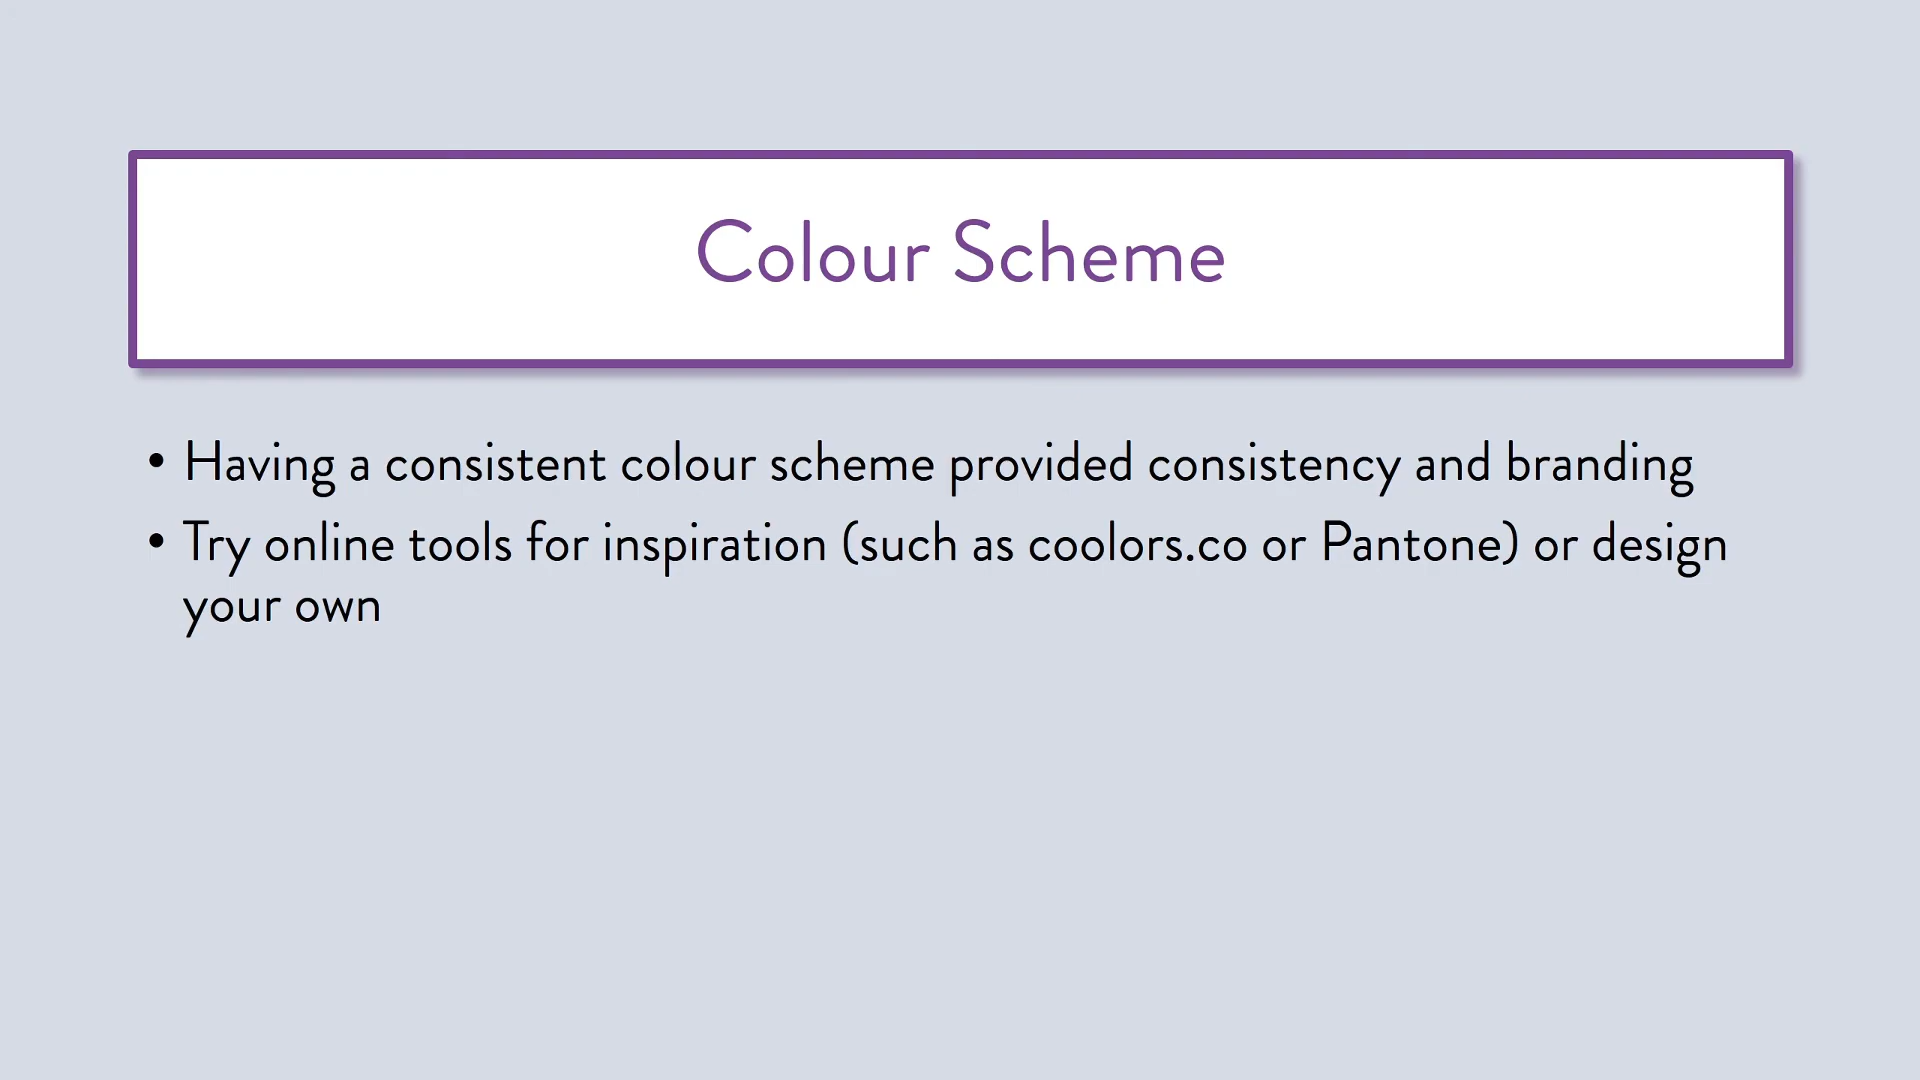 Colour Scheme
• Having a consistent colour scheme provided consistency and branding
• Try online tools for inspiration (such as coolors.co or Pantone) or design
your own